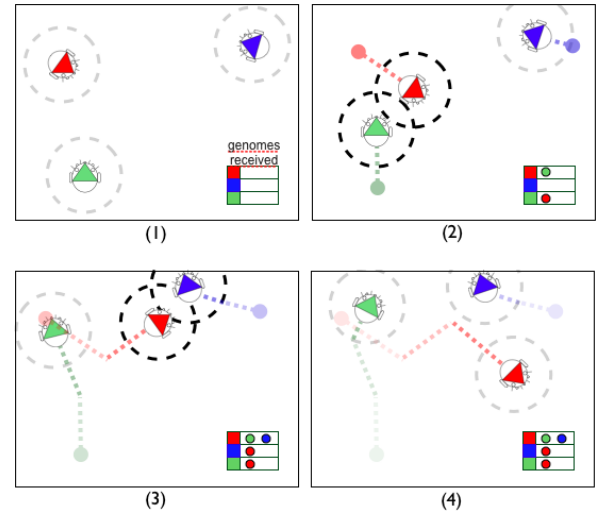 genomes
received
(1)
(2)
(3)
(4)